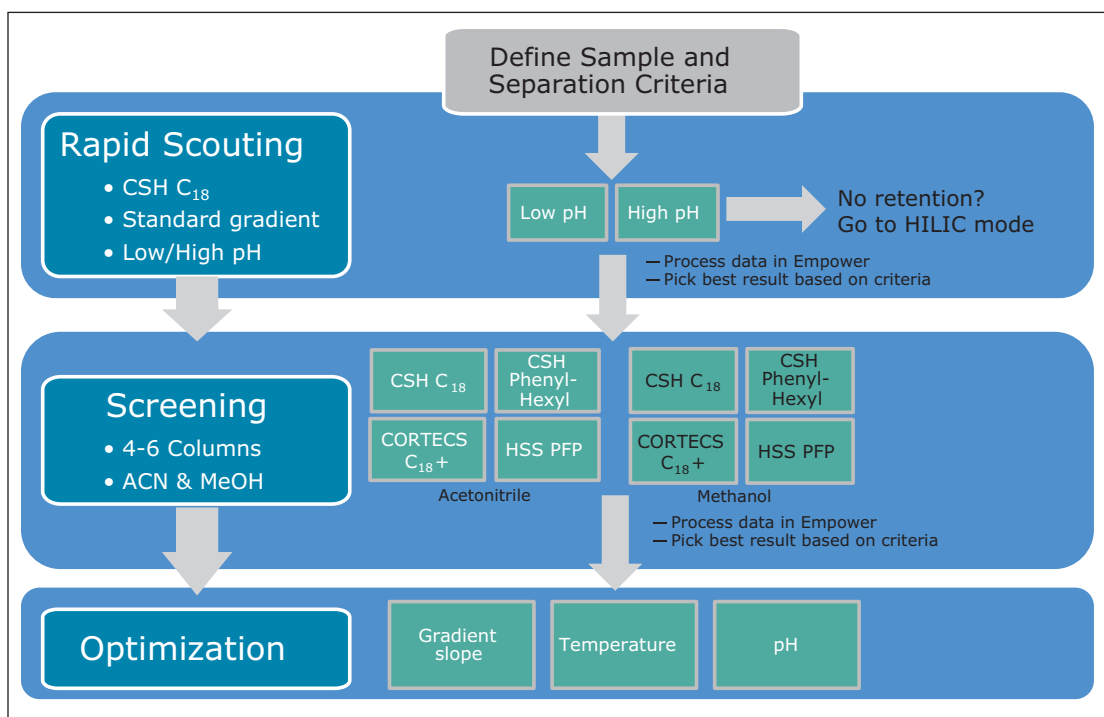 Define Sample and
Separation Criteria
Rapid Scouting
• CSH C18
• Standard gradient
• Low/High pH
Low pH
High pH
No retention?
Go to HILIC mode
— Process data in Empower
— Pick best result based on criteria
Screening
• 4-6 Columns
• ACN & MeOH
CSH C18
CSH
Phenyl-
Hexyl
CORTECS
C18+
HSS PFP
Acetonitrile
CSH C18
CSH
Phenyl-
Hexyl
CORTECS
C18+
HSS PFP
Methanol
— Process data in Empower
— Pick best result based on criteria
Optimization
Gradient
slope
Temperature
pH